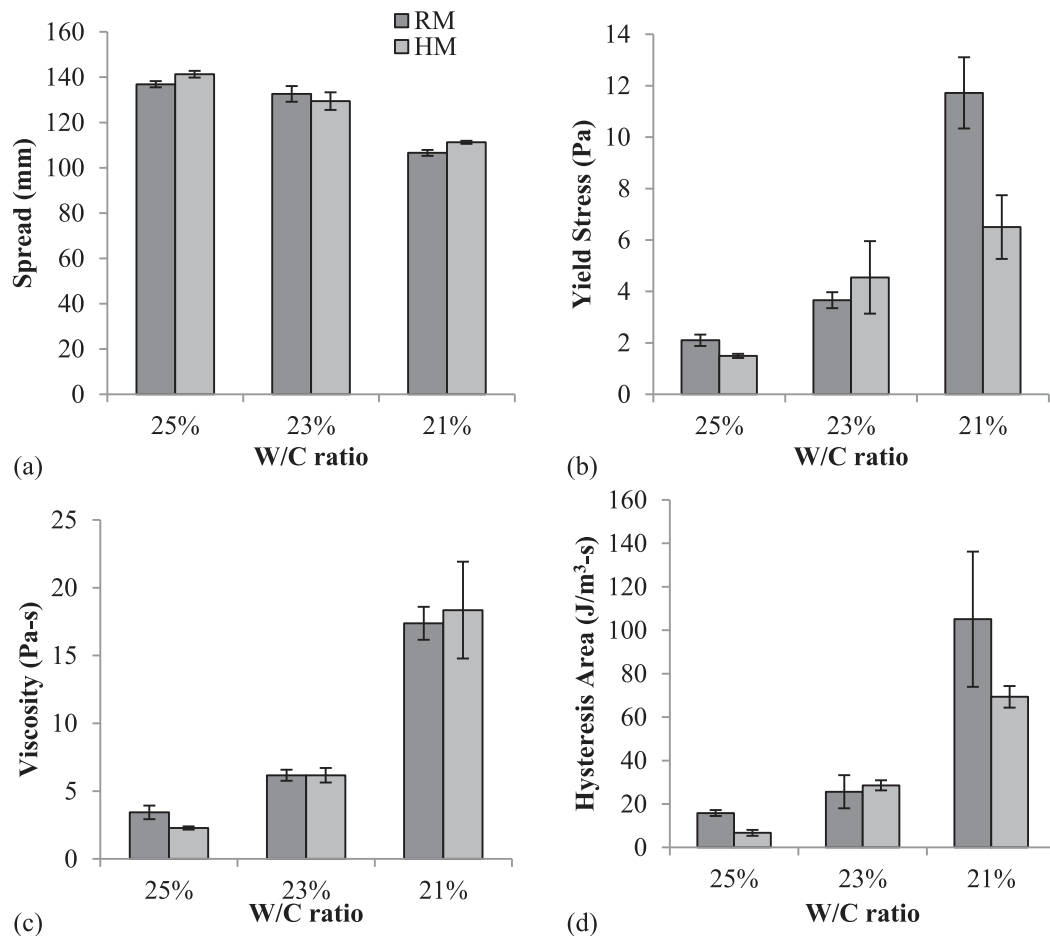 RM
HM
160
140
120
100
80
60
40
20
0
Spread (mm)
25% 23% 21%
W/C ratio
(a)
14
12
10
8
6
4
2
0
Yield Stress (Pa)
25% 23% 21%
W/C ratio
(b)
25
20
15
10
5
0
Viscosity (Pa-s)
25% 23% 21%
W/C ratio
(c)
160
140
120
100
80
60
40
20
0
Hysteresis Area (J/m³-s)
25% 23% 21%
W/C ratio
(d)